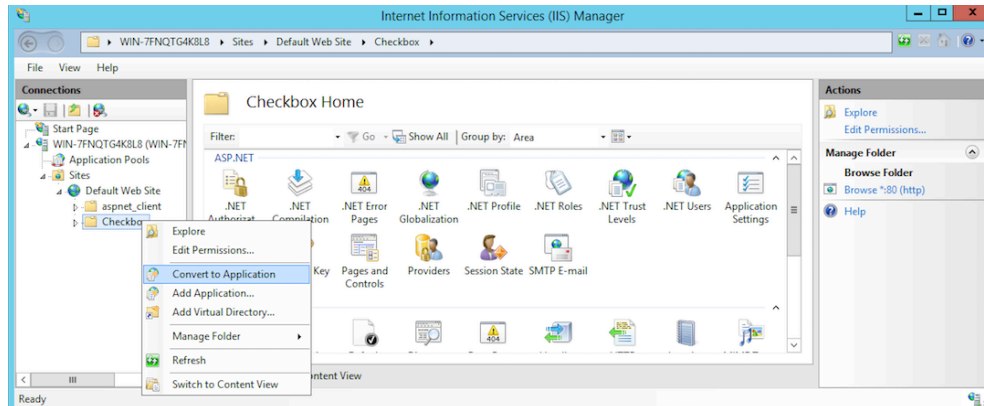 Internet Information Services (IIS) Manager
WIN-7FNQTG4K8L8 Sites Default Web Site Checkbox
File View Help
Connections
Start Page
WIN-7FNQTG4K8L8 (WIN-7FN
Application Pools
Sites
Default Web Site
aspnet_client
Checkbo
Explore
Edit Permissions...
Convert to Application
Add Application...
Add Virtual Directory...
Manage Folder
Refresh
Switch to Content View
Checkbox Home
Filter: Go Show All Group by: Area
ASP.NET
.NET Authorizat
.NET Compilation
.NET Error Pages
.NET Globalization
.NET Profile
.NET Roles
.NET Trust Levels
.NET Users
Application Settings
Key
Pages and Controls
Providers
Session State
SMTP E-mail
404
404
ntent View
Actions
Explore
Edit Permissions...
Manage Folder
Browse Folder
Browse *:80 (http)
Help
Ready